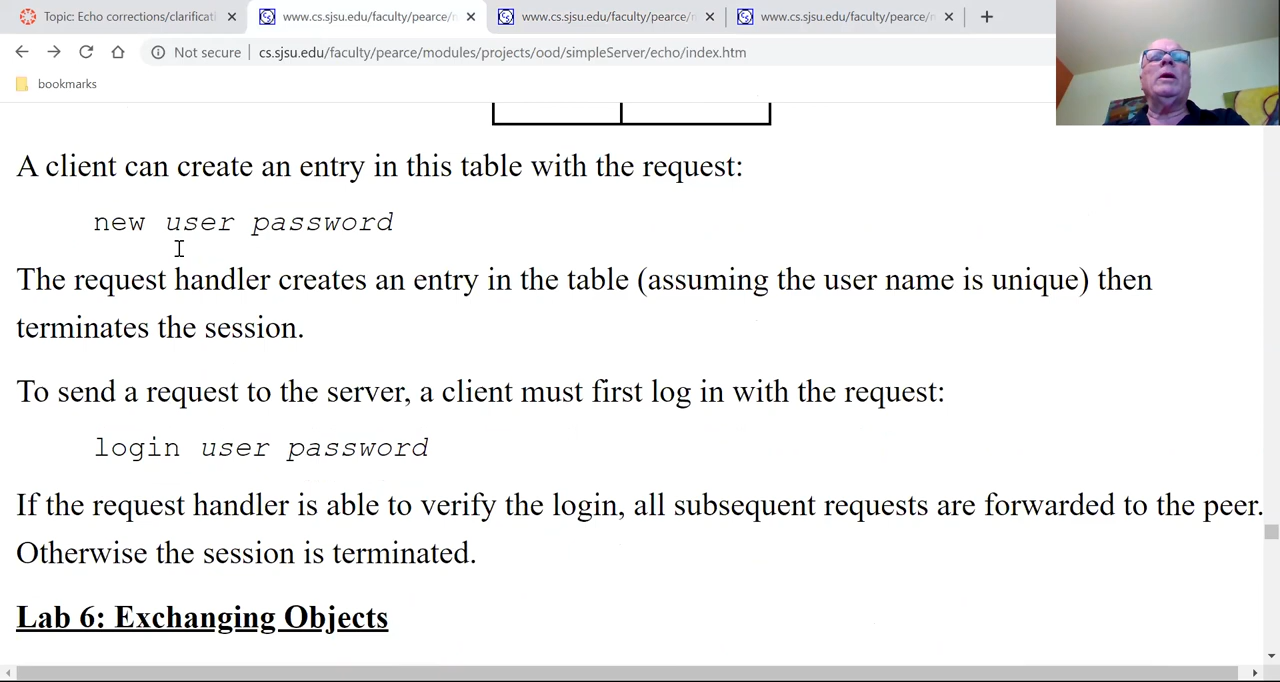 Topic: Echo corrections/clarificati
www.cs.sjsu.edu/faculty/pearce/n
www.cs.sjsu.edu/faculty/pearce/n
www.cs.sjsu.edu/faculty/pearce/n
Not secure
cs.sjsu.edu/faculty/pearce/modules/projects/ood/simpleServer/echo/index.htm
bookmarks
A client can create an entry in this table with the request:
new user password
The request handler creates an entry in the table (assuming the user name is unique) then
terminates the session.
To send a request to the server, a client must first log in with the request:
login user password
If the request handler is able to verify the login, all subsequent requests are forwarded to the peer.
Otherwise the session is terminated.
Lab 6: Exchanging Objects